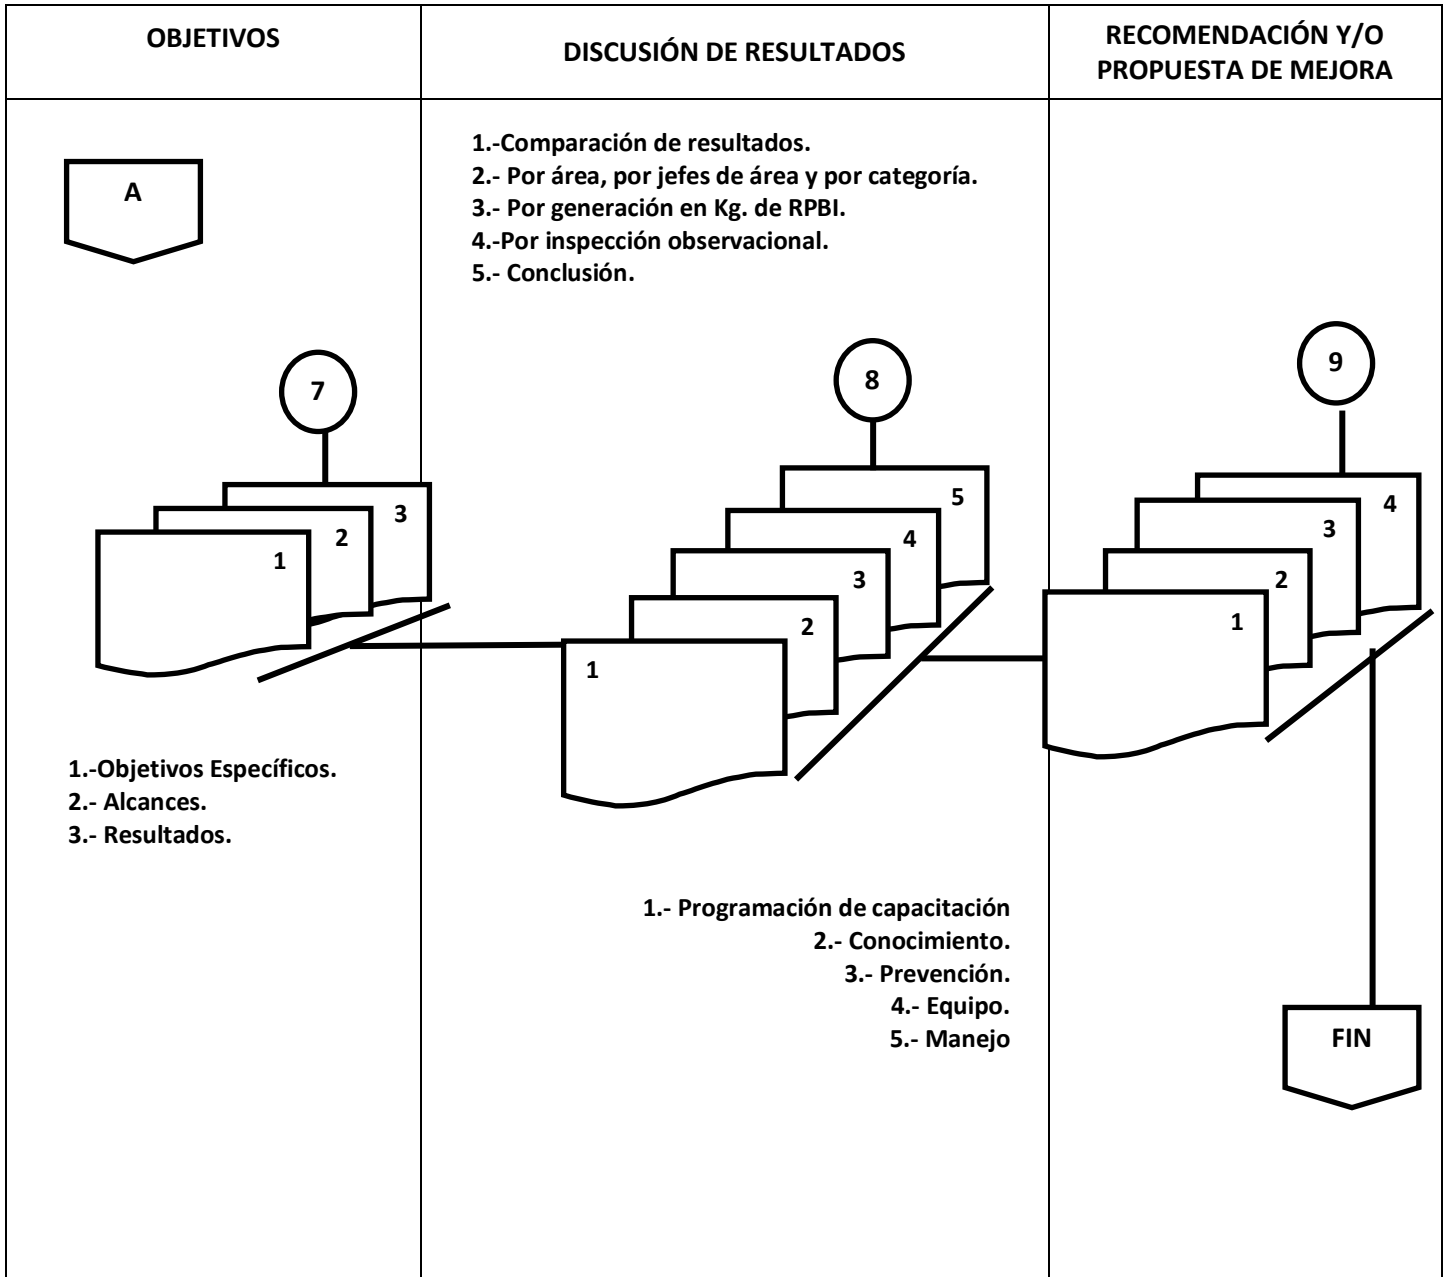 OBJETIVOS
DISCUSIÓN DE RESULTADOS
RECOMENDACIÓN Y/O
PROPUESTA DE MEJORA
A
1.-Comparación de resultados.
2.- Por área, por jefes de área y por categoría.
3.- Por generación en Kg. de RPBI.
4.-Por inspección observacional.
5.- Conclusión.
7
3
2
1
1.-Objetivos Específicos.
2.- Alcances.
3.- Resultados.
8
5
4
3
2
1
1.- Programación de capacitación
2.- Conocimiento.
3.- Prevención.
4.- Equipo.
5.- Manejo
9
4
3
2
1
FIN